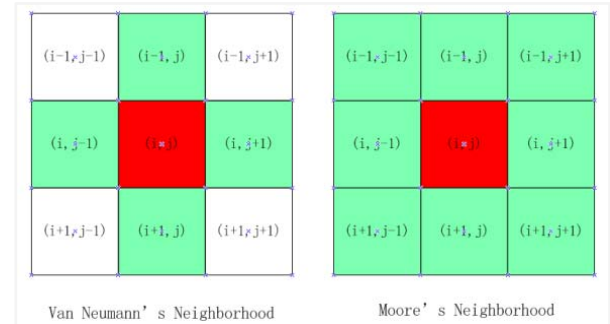 (i-1,j-1) (i-1,j) (i-1,j+1) (i-1,j-1) (i-1,j) (i-1,j+1)
(i,j-1) (i,j) (i,j+1) (i,j-1) (i,j) (i,j+1)
(i+1,j-1) (i+1,j) (i+1,j+1) (i+1,j-1) (i+1,j) (i+1,j+1)
Van Neumann’s Neighborhood Moore’s Neighborhood